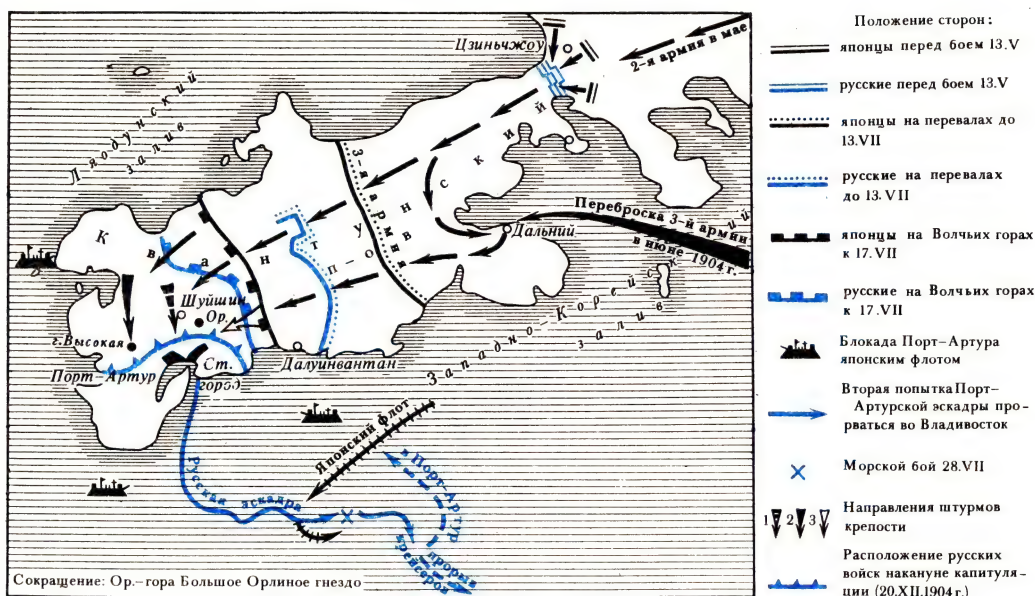 Цзиньчжоу
2-я армия в мае
Ляодунский
залив
Квантунский п-ов
3-я армия
Дальний
Переброска 3-й армии
в июне 1904 г.
Шуйшин
Ор.
г.Высокая
Порт-Артур
Ст.
город
Далуинвантан
Западно-Корейский
залив
Японский флот
Русская эскадра
в Порт-Артур
прорыв
крейсеров
Сокращение: Ор.-гора Большое Орлиное гнездо
Положение сторон:
японцы перед боем 13.V
русские перед боем 13.V
японцы на перевалах до
13.VII
русские на перевалах
до 13.VII
японцы на Волчьих горах
к 17.VII
русские на Волчьих горах
к 17.VII
Блокада Порт-Артура
японским флотом
Вторая попытка Порт-
Артурской эскадры про-
рваться во Владивосток
Морской бой 28.VII
1 2 3 Направления штурмов
крепости
Расположение русских
войск накануне капитуля-
ции (20.XII.1904 г.)